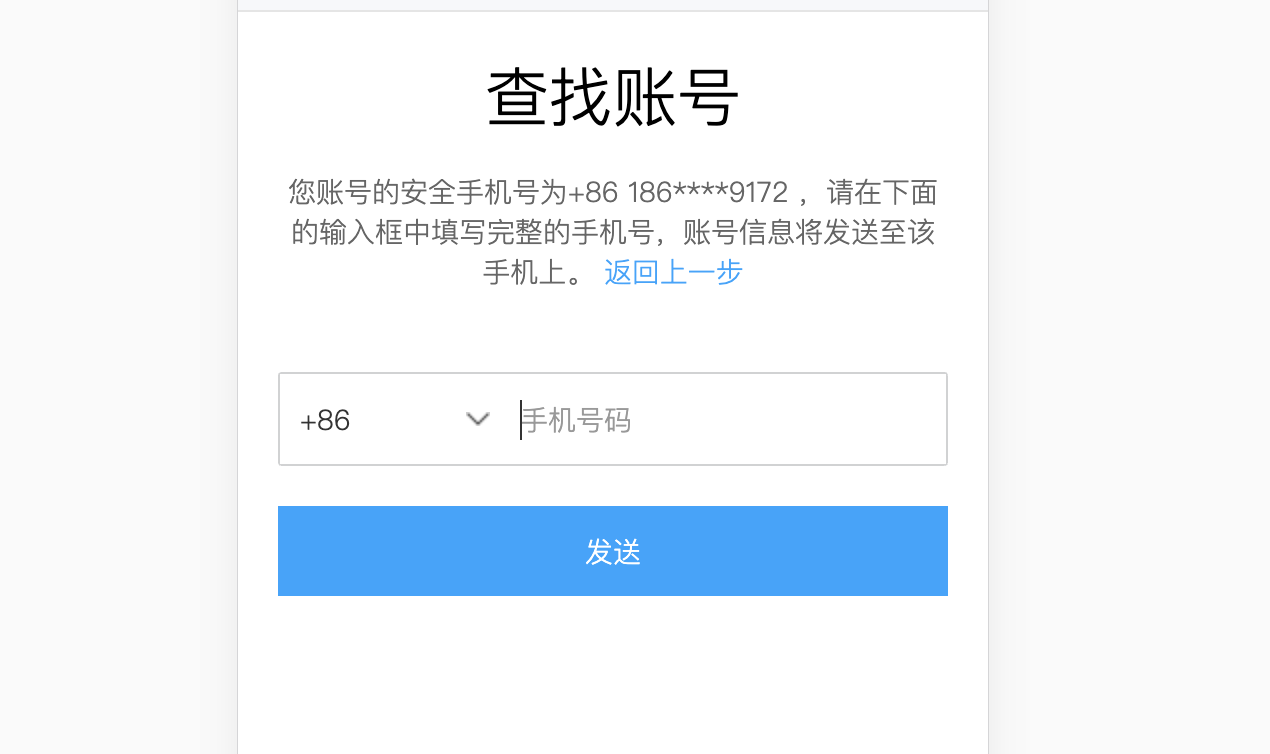 查找账号
您账号的安全手机号为+86 186****9172 ，请在下面
的输入框中填写完整的手机号，账号信息将发送至该
手机上。 返回上一步
+86 手机号码
发送